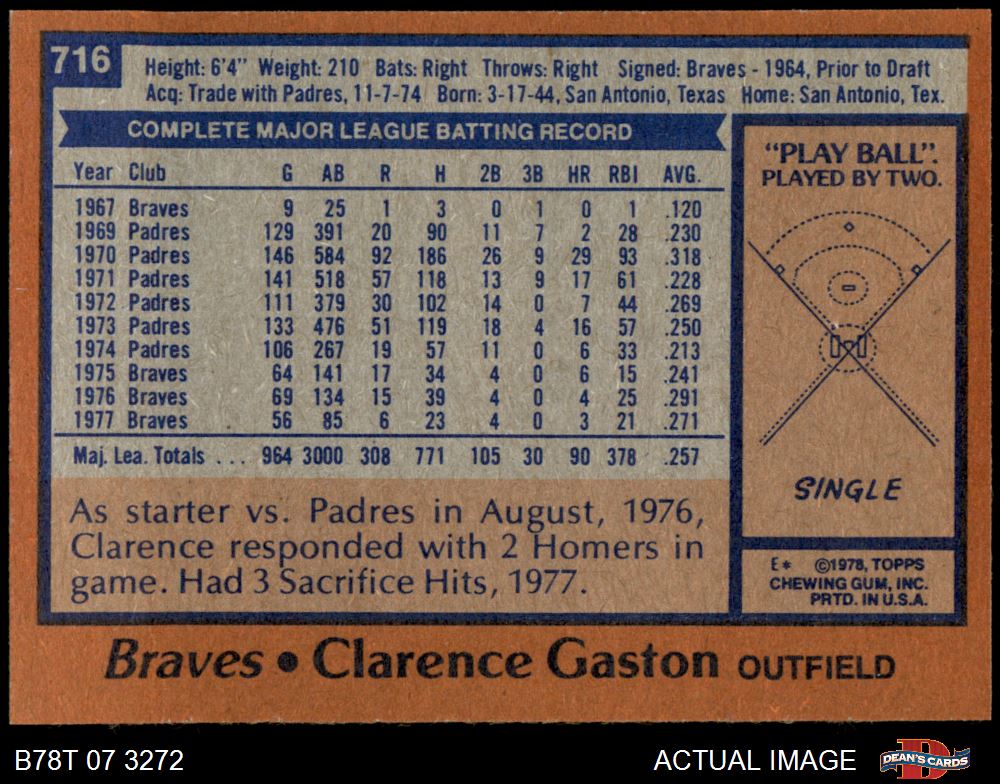 716
Height: 6'4" Weight: 210 Bats: Right Throws: Right Signed: Braves - 1964, Prior to Draft
Acq: Trade with Padres, 11-7-74 Born: 3-17-44, San Antonio, Texas Home: San Antonio, Tex.
COMPLETE MAJOR LEAGUE BATTING RECORD
Year Club G AB R H 2B 3B HR RBI AVG.
1967 Braves 9 25 1 3 0 1 0 1 .120
1969 Padres 129 391 20 90 11 7 2 28 .230
1970 Padres 146 584 92 186 26 9 29 93 .318
1971 Padres 141 518 57 118 13 9 17 61 .228
1972 Padres 111 379 30 102 14 0 7 44 .269
1973 Padres 133 476 51 119 18 4 16 57 .250
1974 Padres 106 267 19 57 11 0 6 33 .213
1975 Braves 64 141 17 34 4 0 6 15 .241
1976 Braves 69 134 15 39 4 0 4 25 .291
1977 Braves 56 85 6 23 4 0 3 21 .271
Maj. Lea. Totals ... 964 3000 308 771 105 30 90 378 .257
As starter vs. Padres in August, 1976,
Clarence responded with 2 Homers in
game. Had 3 Sacrifice Hits, 1977.
"PLAY BALL".
PLAYED BY TWO.
SINGLE
E* ©1978, TOPPS
CHEWING GUM, INC.
PRTD. IN U.S.A.
Braves • Clarence Gaston OUTFIELD
B78T 07 3272 ACTUAL IMAGE
D
DEAN'S CARDS